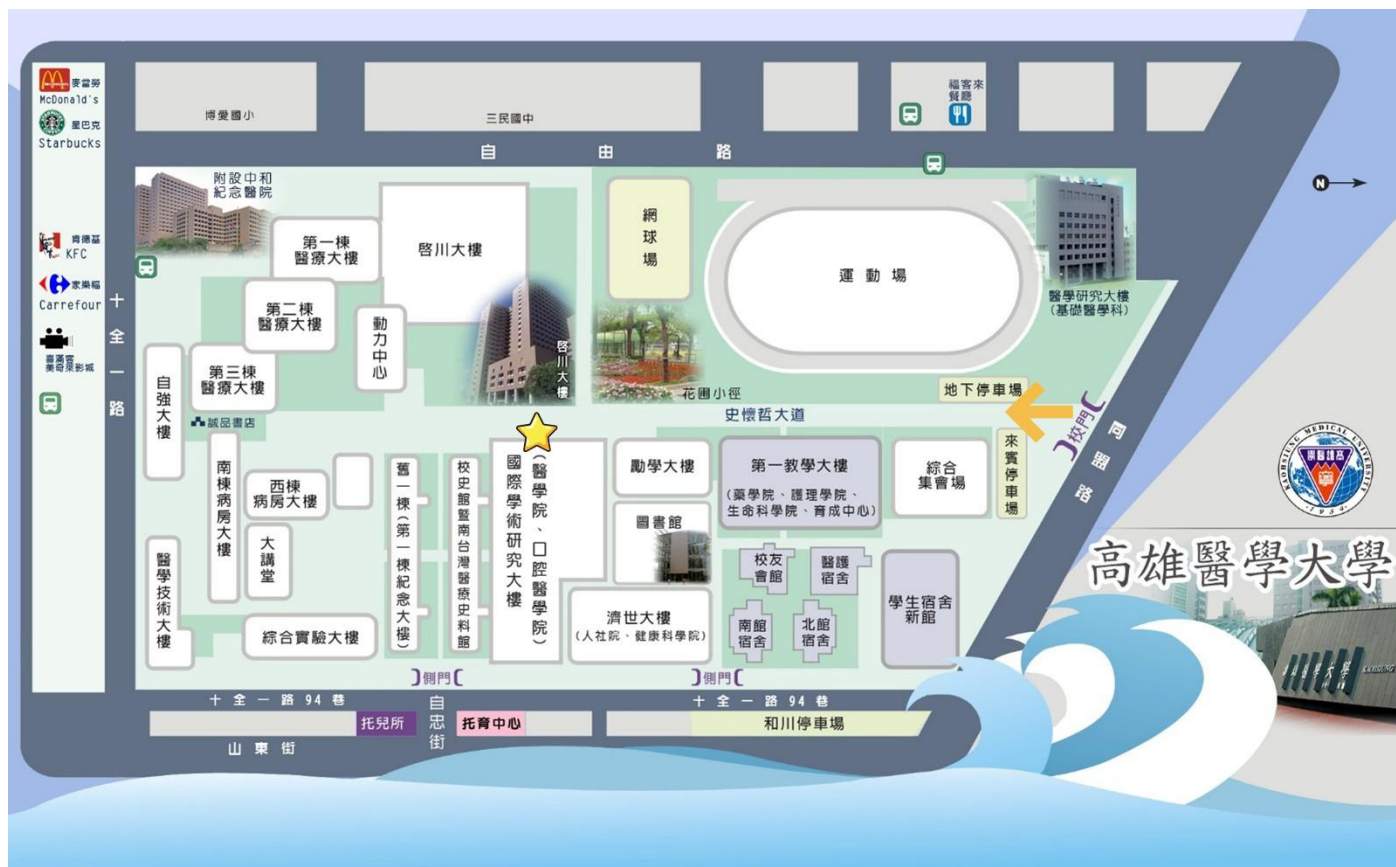 麥當勞
McDonald's
星巴克
Starbucks
肯德基
KFC
家樂福
Carrefour
喜滿客
美奇萊影城
十全一路
博愛國小
三民國中
福客來
餐廳
自由路
N
附設中和
紀念醫院
第一棟
醫療大樓
啓川大樓
網球場
運動場
醫學研究大樓
(基礎醫學科)
第二棟
醫療大樓
動力中心
啓川大樓
第三棟
醫療大樓
自強大樓
誠品書店
花圃小徑
史懷哲大道
地下停車場
校門
同盟路
來賓停車場
南棟病房大樓
西棟
病房大樓
大講堂
舊一棟(第一棟紀念大樓)
校史館暨南台灣醫療史料館
國際學術研究大樓
(醫學院、口腔醫學院)
勵學大樓
圖書館
第一教學大樓
(藥學院、護理學院、
生命科學院、育成中心)
綜合
集會場
醫學技術大樓
綜合實驗大樓
濟世大樓
(人社院、健康科學院)
校友
會館
醫護
宿舍
南館
宿舍
北館
宿舍
學生宿舍
新館
側門
側門
十全一路94巷
十全一路94巷
自忠街
托兒所
托育中心
和川停車場
山東街
KAOHSIUNG MEDICAL UNIVERSITY
1954
高雄醫學大學